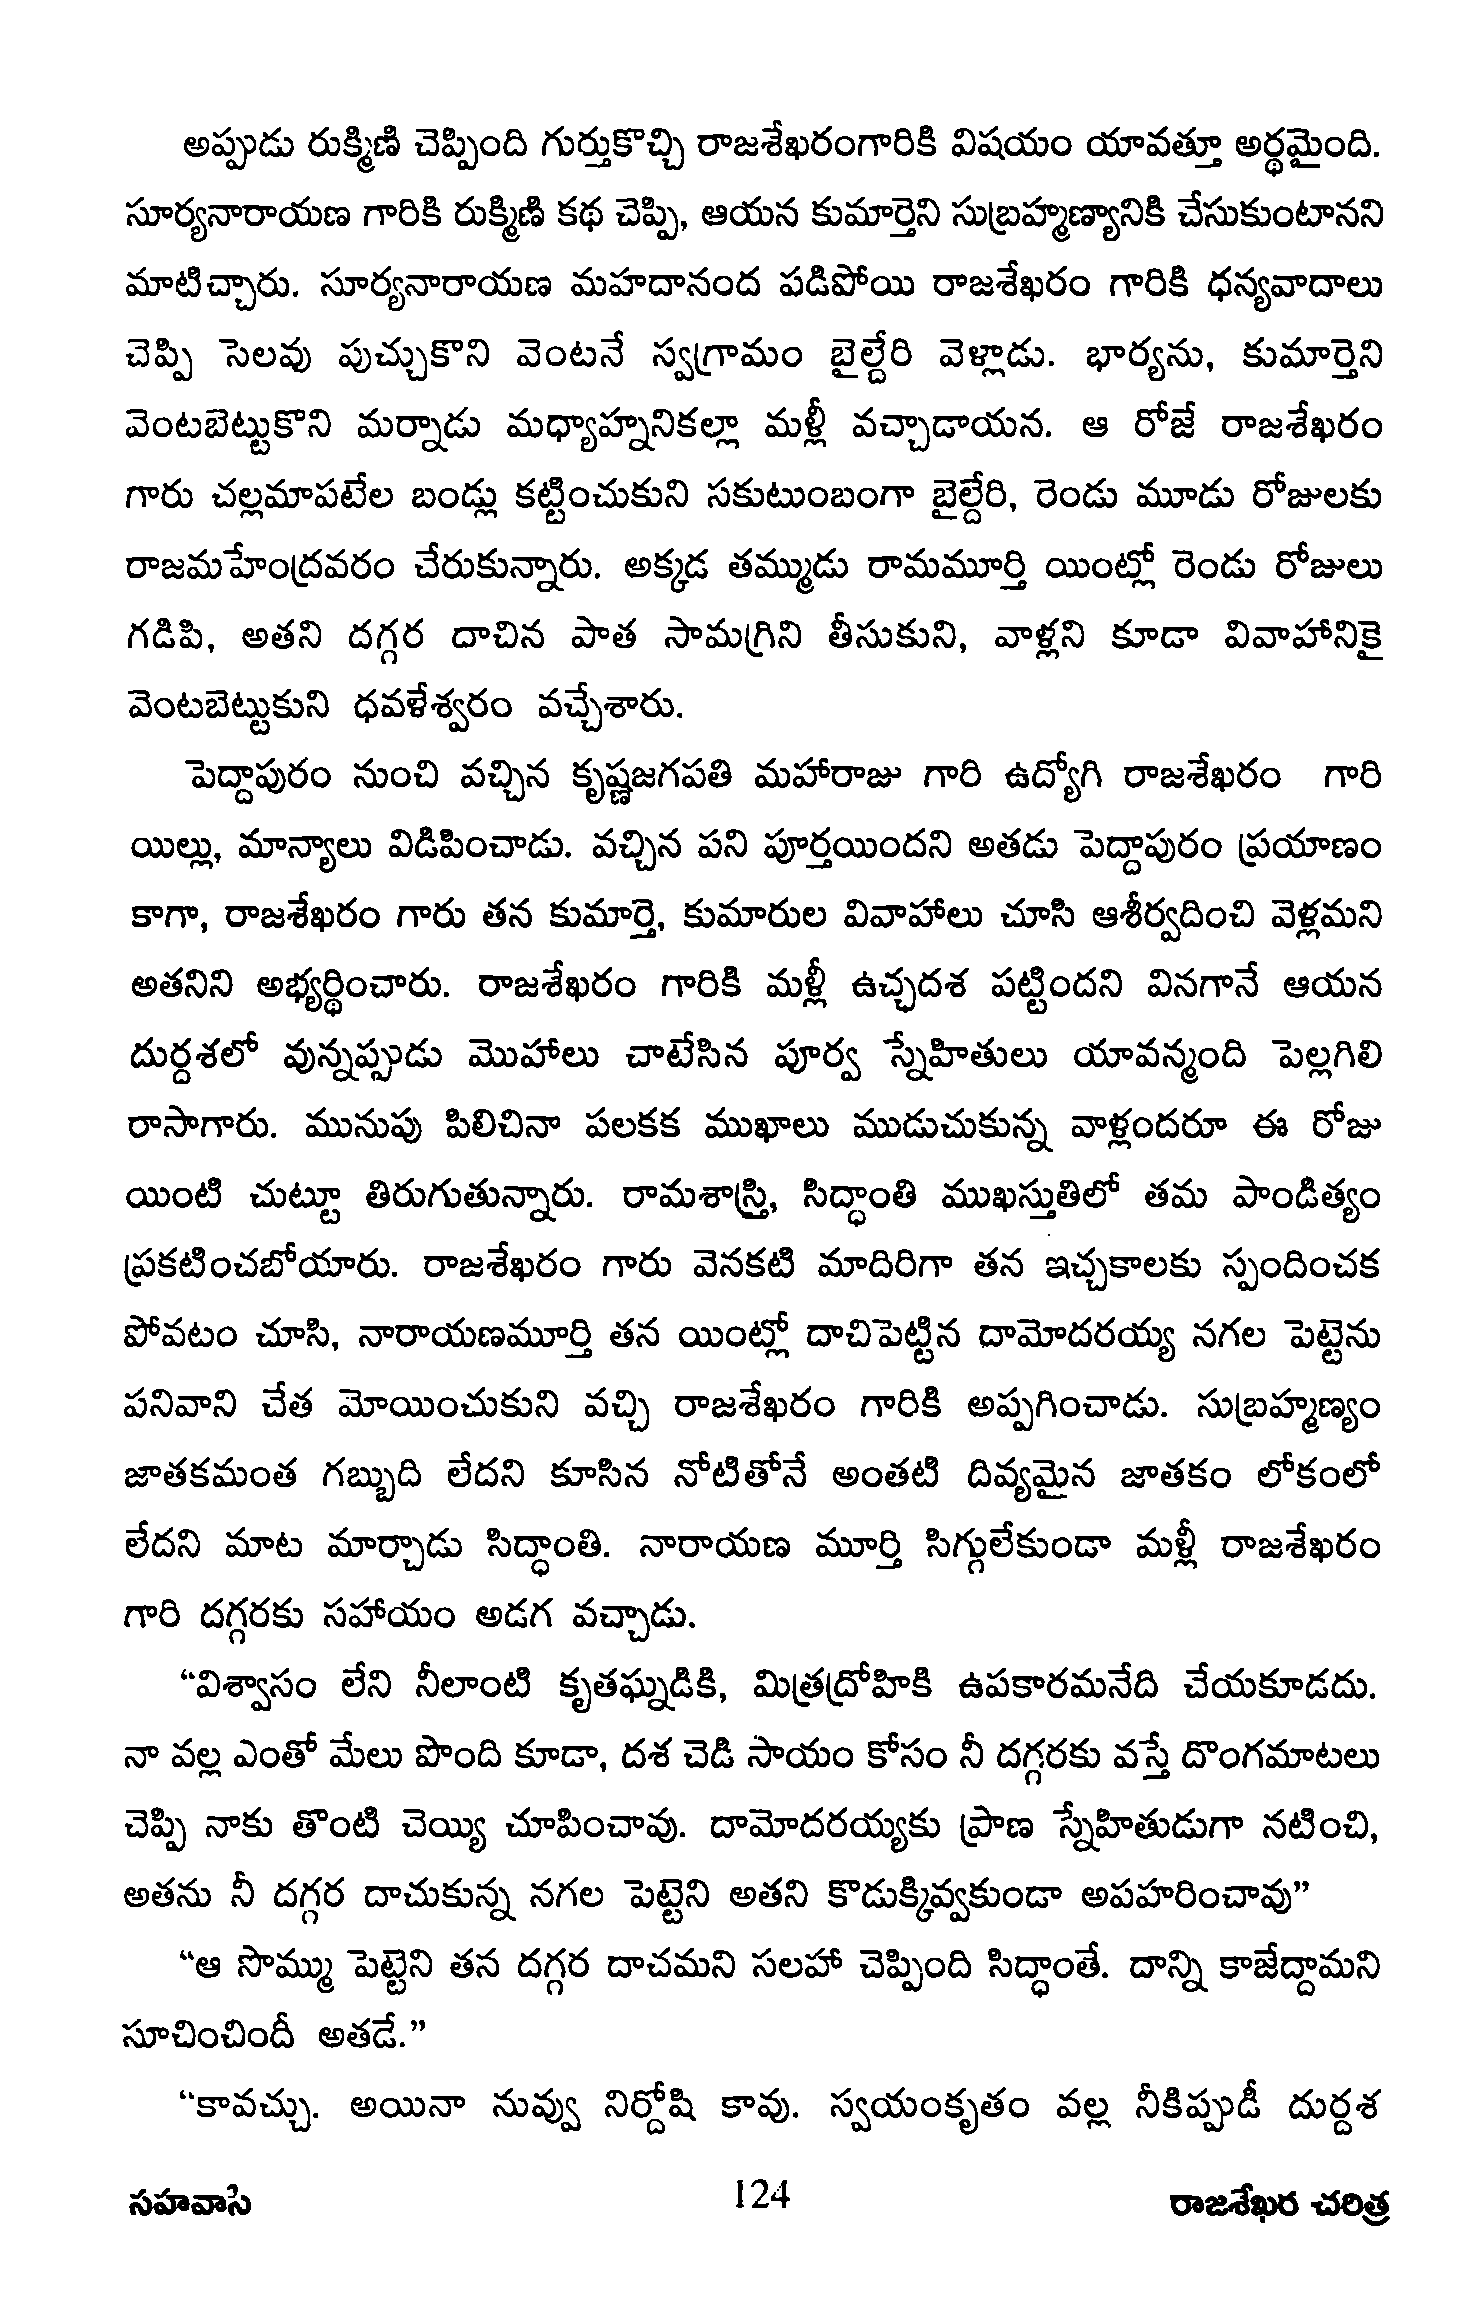 అప్పుడు రుక్మిణి చెప్పింది గుర్తుకొచ్చి రాజశేఖరంగారికి విషయం యావత్తూ అర్థమైంది.
సూర్యనారాయణ గారికి రుక్మిణి కథ చెప్పి, ఆయన కుమార్తెని సుబ్రహ్మణ్యానికి చేసుకుంటానని
మాటిచ్చారు. సూర్యనారాయణ మహదానంద పడిపోయి రాజశేఖరం గారికి ధన్యవాదాలు
చెప్పి సెలవు పుచ్చుకొని వెంటనే స్వగ్రామం బైల్దేరి వెళ్లాడు. భార్యను, కుమార్తెని
వెంటబెట్టుకొని మర్నాడు మధ్యాహ్నానికల్లా మళ్లీ వచ్చాడాయన. ఆ రోజే రాజశేఖరం
గారు చల్లమాపటేల బండ్లు కట్టించుకుని సకుటుంబంగా బైల్దేరి, రెండు మూడు రోజులకు
రాజమహేంద్రవరం చేరుకున్నారు. అక్కడ తమ్ముడు రామమూర్తి యింట్లో రెండు రోజులు
గడిపి, అతని దగ్గర దాచిన పాత సామగ్రిని తీసుకుని, వాళ్లని కూడా వివాహానికై
వెంటబెట్టుకుని ధవళేశ్వరం వచ్చేశారు.
పెద్దాపురం నుంచి వచ్చిన కృష్ణజగపతి మహారాజు గారి ఉద్యోగి రాజశేఖరం గారి
యిల్లు, మాన్యాలు విడిపించాడు. వచ్చిన పని పూర్తయిందని అతడు పెద్దాపురం ప్రయాణం
కాగా, రాజశేఖరం గారు తన కుమార్తె, కుమారుల వివాహాలు చూసి ఆశీర్వదించి వెళ్లమని
అతనిని అభ్యర్థించారు. రాజశేఖరం గారికి మళ్లీ ఉచ్ఛదశ పట్టిందని వినగానే ఆయన
దుర్దశలో వున్నప్పుడు మొహాలు చాటేసిన పూర్వ స్నేహితులు యావన్మంది పెల్లగిలి
రాసాగారు. మునుపు పిలిచినా పలకక ముఖాలు ముడుచుకున్న వాళ్లందరూ ఈ రోజు
యింటి చుట్టూ తిరుగుతున్నారు. రామశాస్త్రి, సిద్ధాంతి ముఖస్తుతిలో తమ పాండిత్యం
ప్రకటించబోయారు. రాజశేఖరం గారు వెనకటి మాదిరిగా తన ఇచ్చకాలకు స్పందించక
పోవటం చూసి, నారాయణమూర్తి తన యింట్లో దాచిపెట్టిన దామోదరయ్య నగల పెట్టెను
పనివాని చేత మోయించుకుని వచ్చి రాజశేఖరం గారికి అప్పగించాడు. సుబ్రహ్మణ్యం
జాతకమంత గబ్బుది లేదని కూసిన నోటితోనే అంతటి దివ్యమైన జాతకం లోకంలో
లేదని మాట మార్చాడు సిద్ధాంతి. నారాయణ మూర్తి సిగ్గులేకుండా మళ్లీ రాజశేఖరం
గారి దగ్గరకు సహాయం అడగ వచ్చాడు.
“విశ్వాసం లేని నీలాంటి కృతఘ్నుడికి, మిత్రద్రోహికి ఉపకారమనేది చేయకూడదు.
నా వల్ల ఎంతో మేలు పొంది కూడా, దశ చెడి సాయం కోసం నీ దగ్గరకు వస్తే దొంగమాటలు
చెప్పి నాకు తొంటి చెయ్యి చూపించావు. దామోదరయ్యకు ప్రాణ స్నేహితుడుగా నటించి,
అతను నీ దగ్గర దాచుకున్న నగల పెట్టెని అతని కొడుక్కివ్వకుండా అపహరించావు”
“ఆ సొమ్ము పెట్టెని తన దగ్గర దాచమని సలహా చెప్పింది సిద్ధాంతే. దాన్ని కాజేద్దామని
సూచించిందీ అతడే.”
“కావచ్చు. అయినా నువ్వు నిర్దోషి కావు. స్వయంకృతం వల్ల నీకిప్పుడీ దుర్దశ
సహవాసి 124 రాజశేఖర చరిత్ర